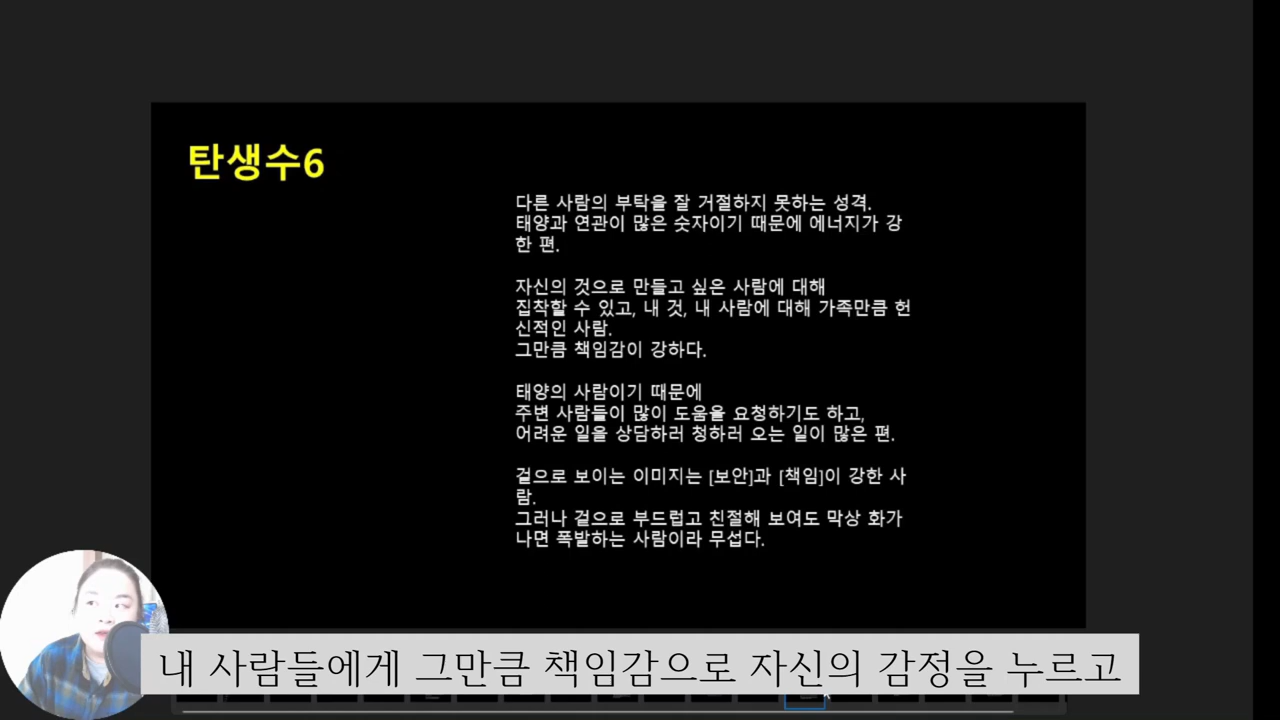 탄생수6
다른 사람의 부탁을 잘 거절하지 못하는 성격.
태양과 연관이 많은 숫자이기 때문에 에너지가 강
한 편.
자신의 것으로 만들고 싶은 사람에 대해
집착할 수 있고, 내 것, 내 사람에 대해 가족만큼 헌
신적인 사람.
그만큼 책임감이 강하다.
태양의 사람이기 때문에
주변 사람들이 많이 도움을 요청하기도 하고,
어려운 일을 상담하러 청하러 오는 일이 많은 편.
겉으로 보이는 이미지는 [보안]과 [책임]이 강한 사
람.
그러나 겉으로 부드럽고 친절해 보여도 막상 화가
나면 폭발하는 사람이라 무섭다.
내 사람들에게 그만큼 책임감으로 자신의 감정을 누르고